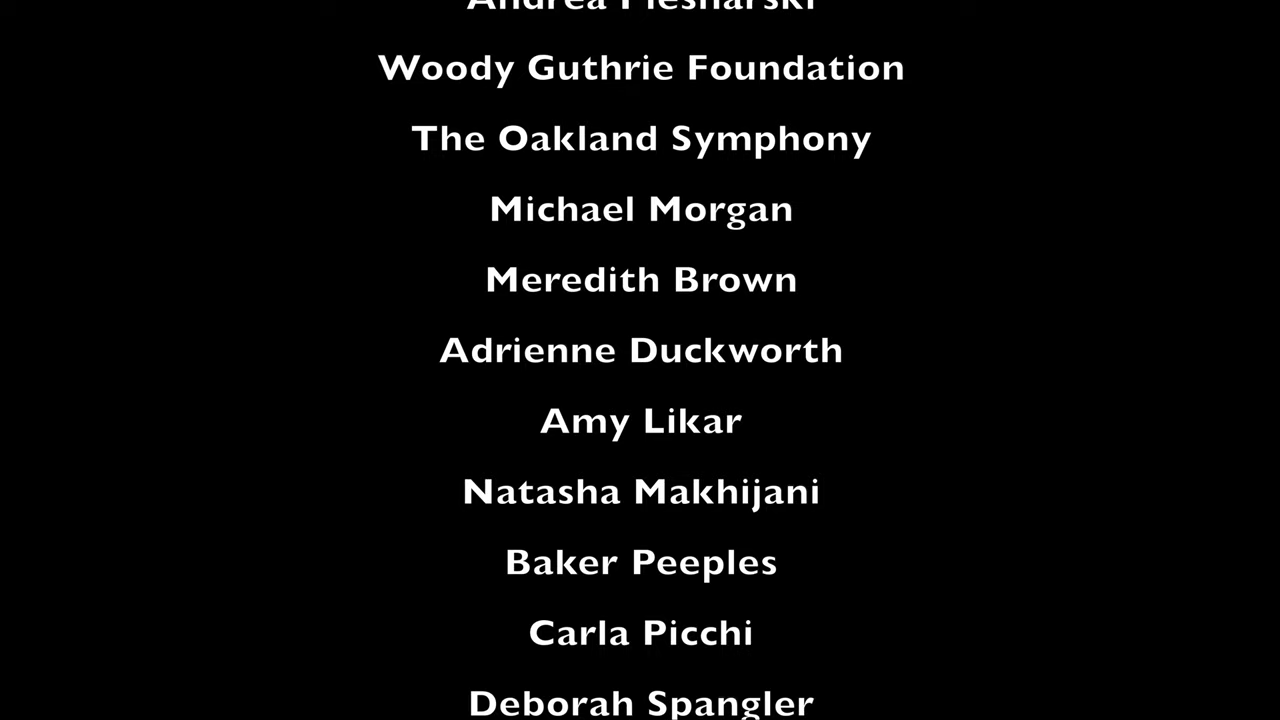 Andrea
Woody Guthrie Foundation
The Oakland Symphony
Michael Morgan
Meredith Brown
Adrienne Duckworth
Amy Likar
Natasha Makhijani
Baker Peeples
Carla Picchi
Deborah Spangler